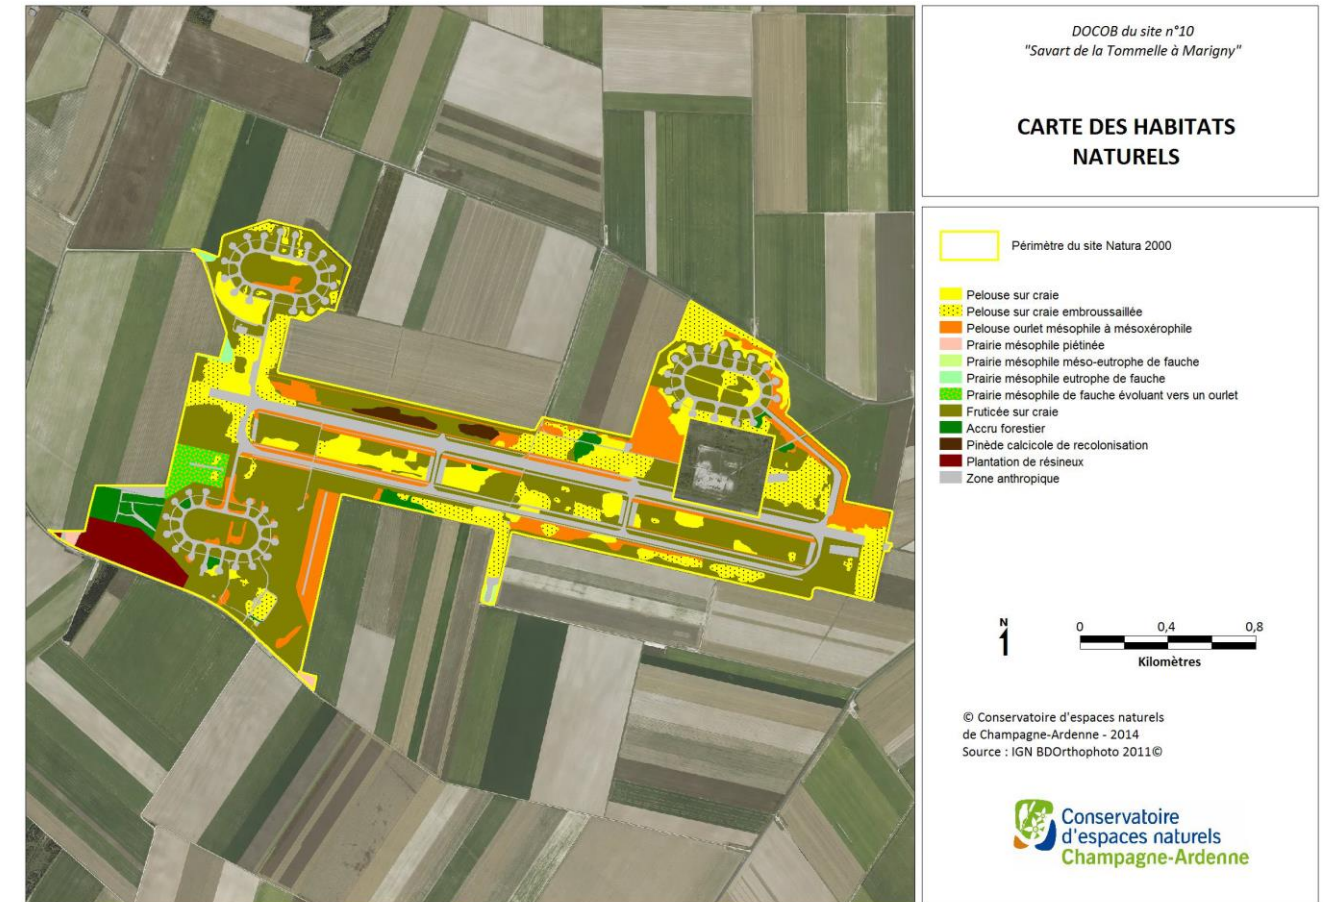 DOCOB du site n°10
"Savart de la Tommelle à Marigny"
CARTE DES HABITATS
NATURELS
Périmètre du site Natura 2000
Pelouse sur craie
Pelouse sur craie embroussaillée
Pelouse ourlet mésophile à mésoxérophile
Prairie mésophile piétinée
Prairie mésophile méso-eutrophe de fauche
Prairie mésophile eutrophe de fauche
Prairie mésophile de fauche évoluant vers un ourlet
Fruticée sur craie
Accru forestier
Pinède calcicole de recolonisation
Plantation de résineux
Zone anthropique
N
0 0,4 0,8
Kilomètres
© Conservatoire d'espaces naturels
de Champagne-Ardenne - 2014
Source : IGN BDOrthophoto 2011©
Conservatoire
d'espaces naturels
Champagne-Ardenne